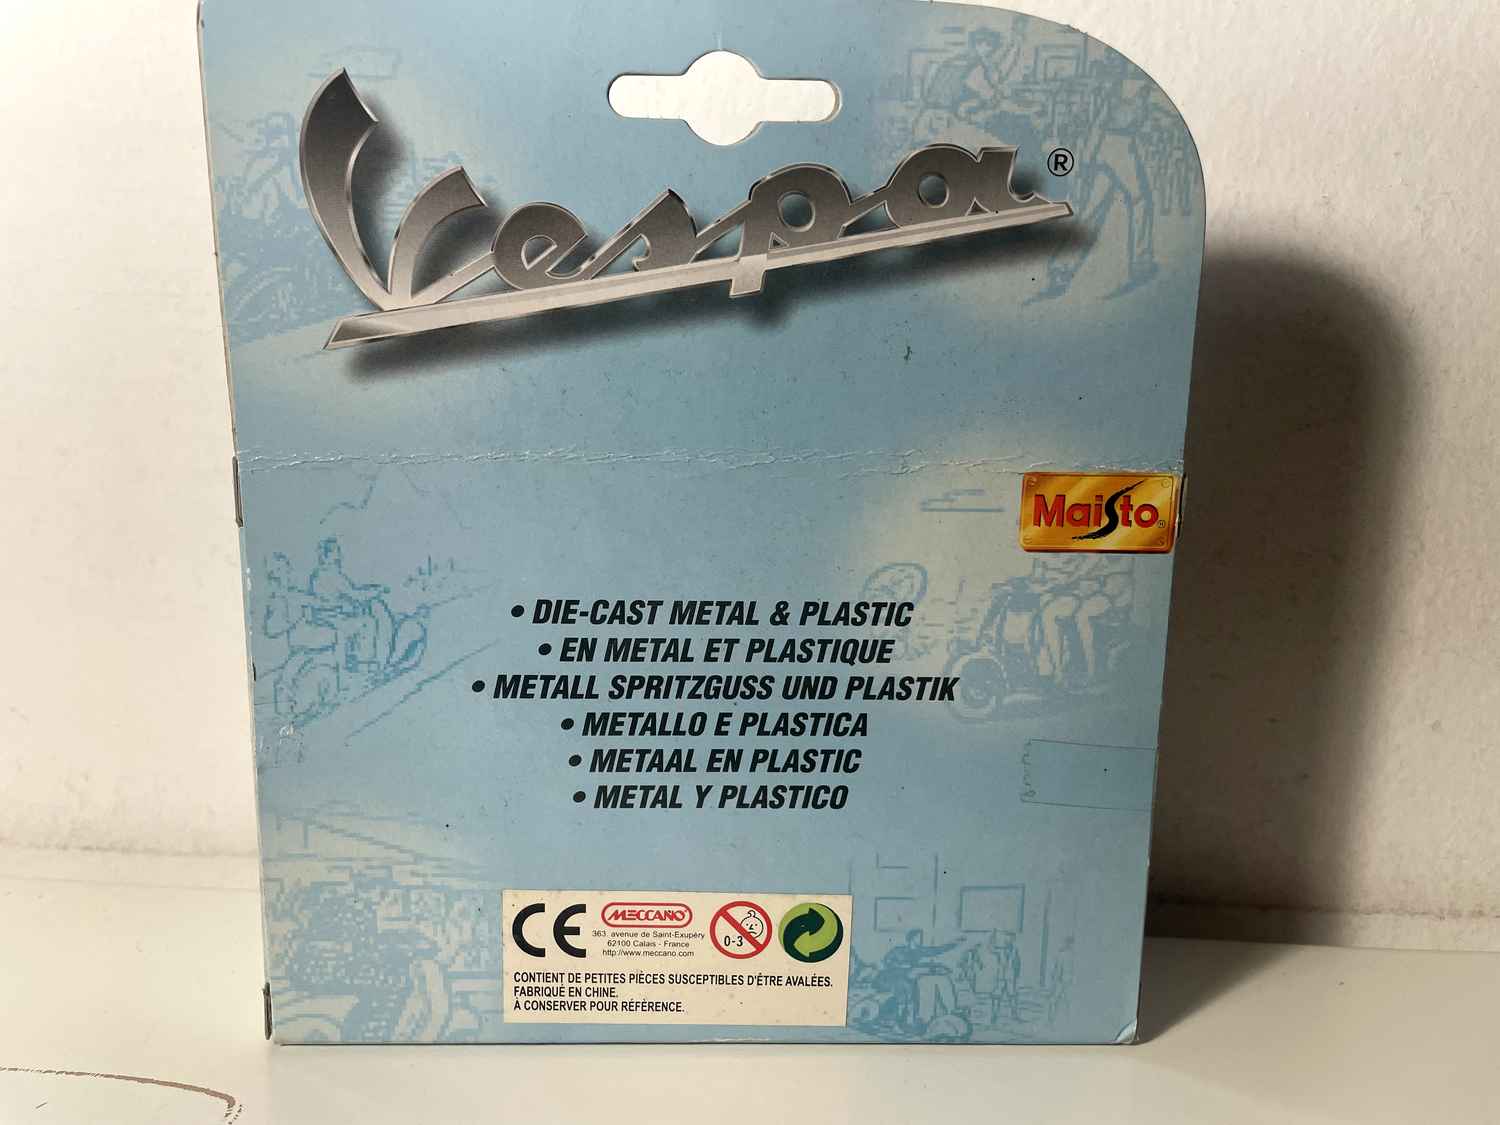 Vespa ®
Maisto®
• DIE-CAST METAL & PLASTIC
• EN METAL ET PLASTIQUE
• METALL SPRITZGUSS UND PLASTIK
• METALLO E PLASTICA
• METAAL EN PLASTIC
• METAL Y PLASTICO
CE
MECCANO
363, avenue de Saint-Exupéry
62100 Calais - France
http://www.meccano.com
0-3
CONTIENT DE PETITES PIÈCES SUSCEPTIBLES D'ÊTRE AVALÉES.
FABRIQUÉ EN CHINE.
À CONSERVER POUR RÉFÉRENCE.